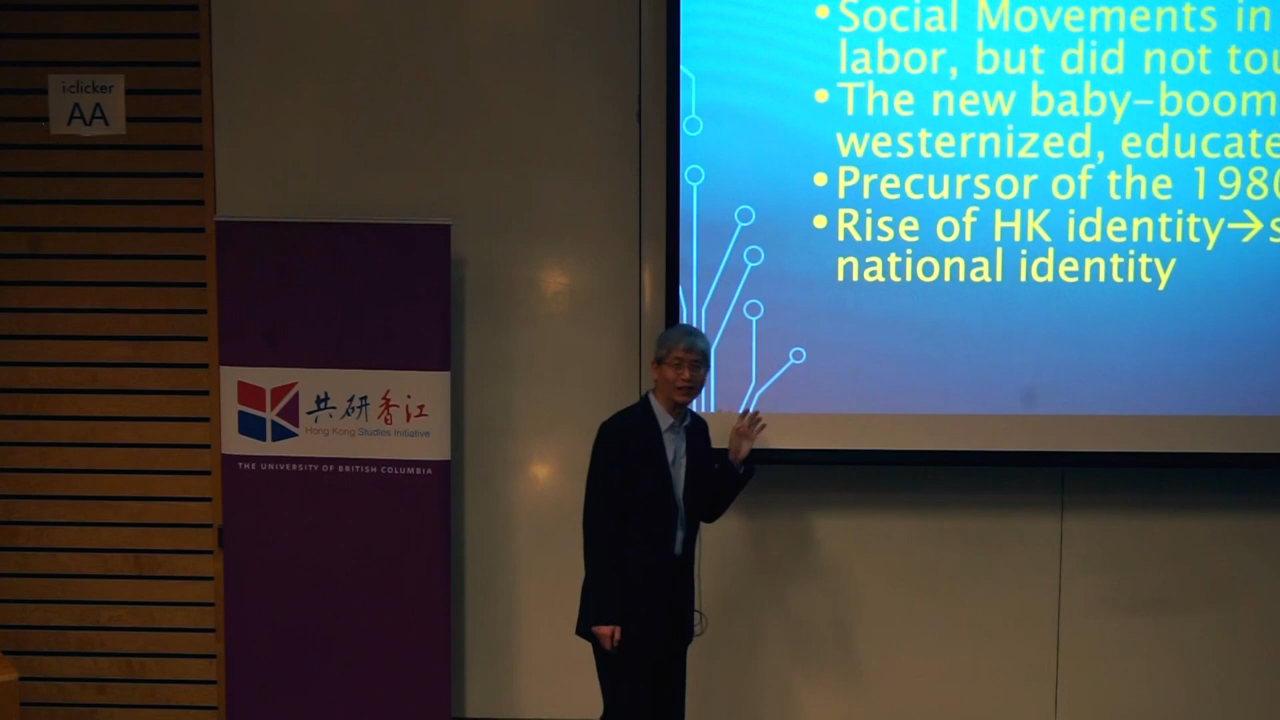 i-clicker
AA
• Social Movements in
labor, but did not tou
• The new baby-boom
westernized, educate
• Precursor of the 198
• Rise of HK identity→s
national identity
共研香江
Hong Kong Studies Initiative
THE UNIVERSITY OF BRITISH COLUMBIA